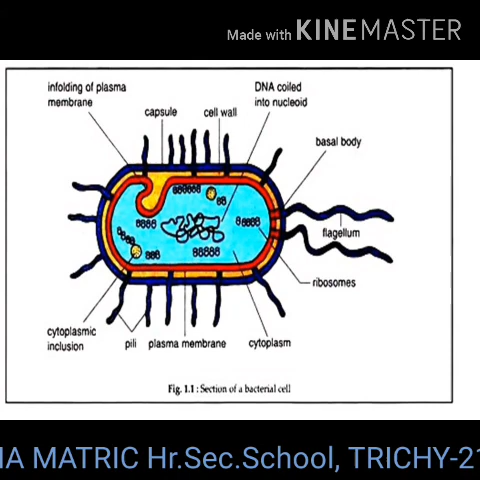 Made with KINEMASTER
infolding of plasma
membrane
capsule
cell wall
DNA coiled
into nucleoid
basal body
flagellum
ribosomes
cytoplasmic
inclusion
pili
plasma membrane
cytoplasm
Fig. 1.1 : Section of a bacterial cell
MATRIC Hr.Sec.School, TRICHY-21